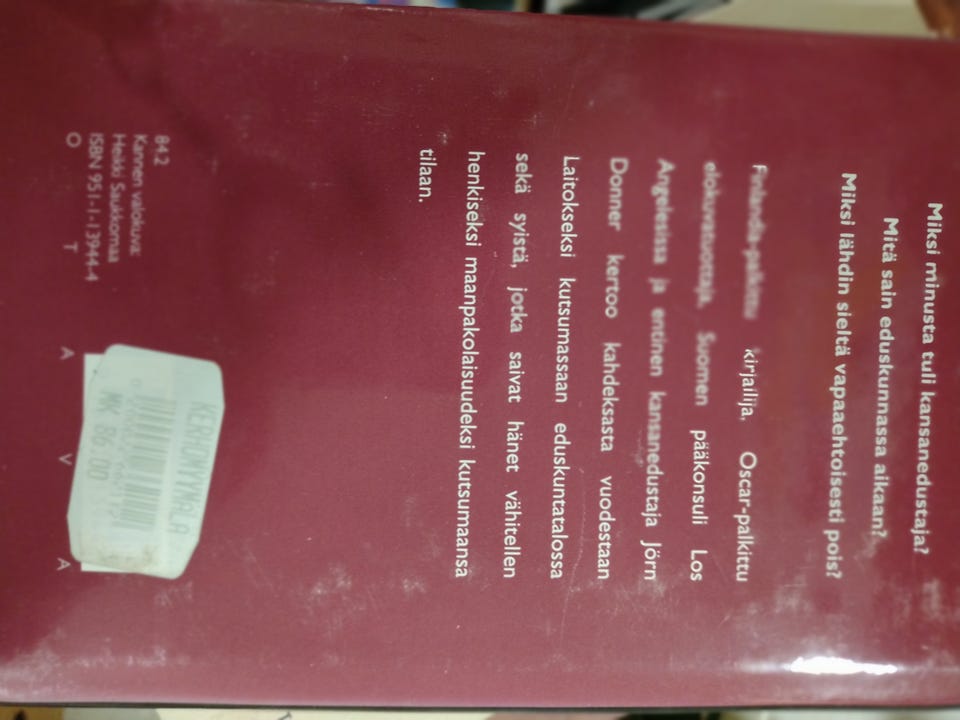 Miksi minusta tuli kansanedustaja?
Mitä sain eduskunnassa aikaan?
Miksi lähdin sieltä vapaaehtoisesti pois?
Finlandia-palkittu kirjailija, Oscar-palkittu
elokuvatuottaja, Suomen pääkonsuli Los
Angelesissa ja entinen kansanedustaja Jörn
Donner kertoo kahdeksasta vuodestaan
Laitokseksi kutsumassaan eduskuntatalossa
sekä syistä, jotka saivat hänet vähitellen
henkiseksi maanpakolaisuudeksi kutsumaansa
tilaan.
84.2
Kannen valokuva:
Heikki Saukkomaa
ISBN 951-1-13944-4
O T A V A
KERHOMYYMÄLÄ
MK 86.00